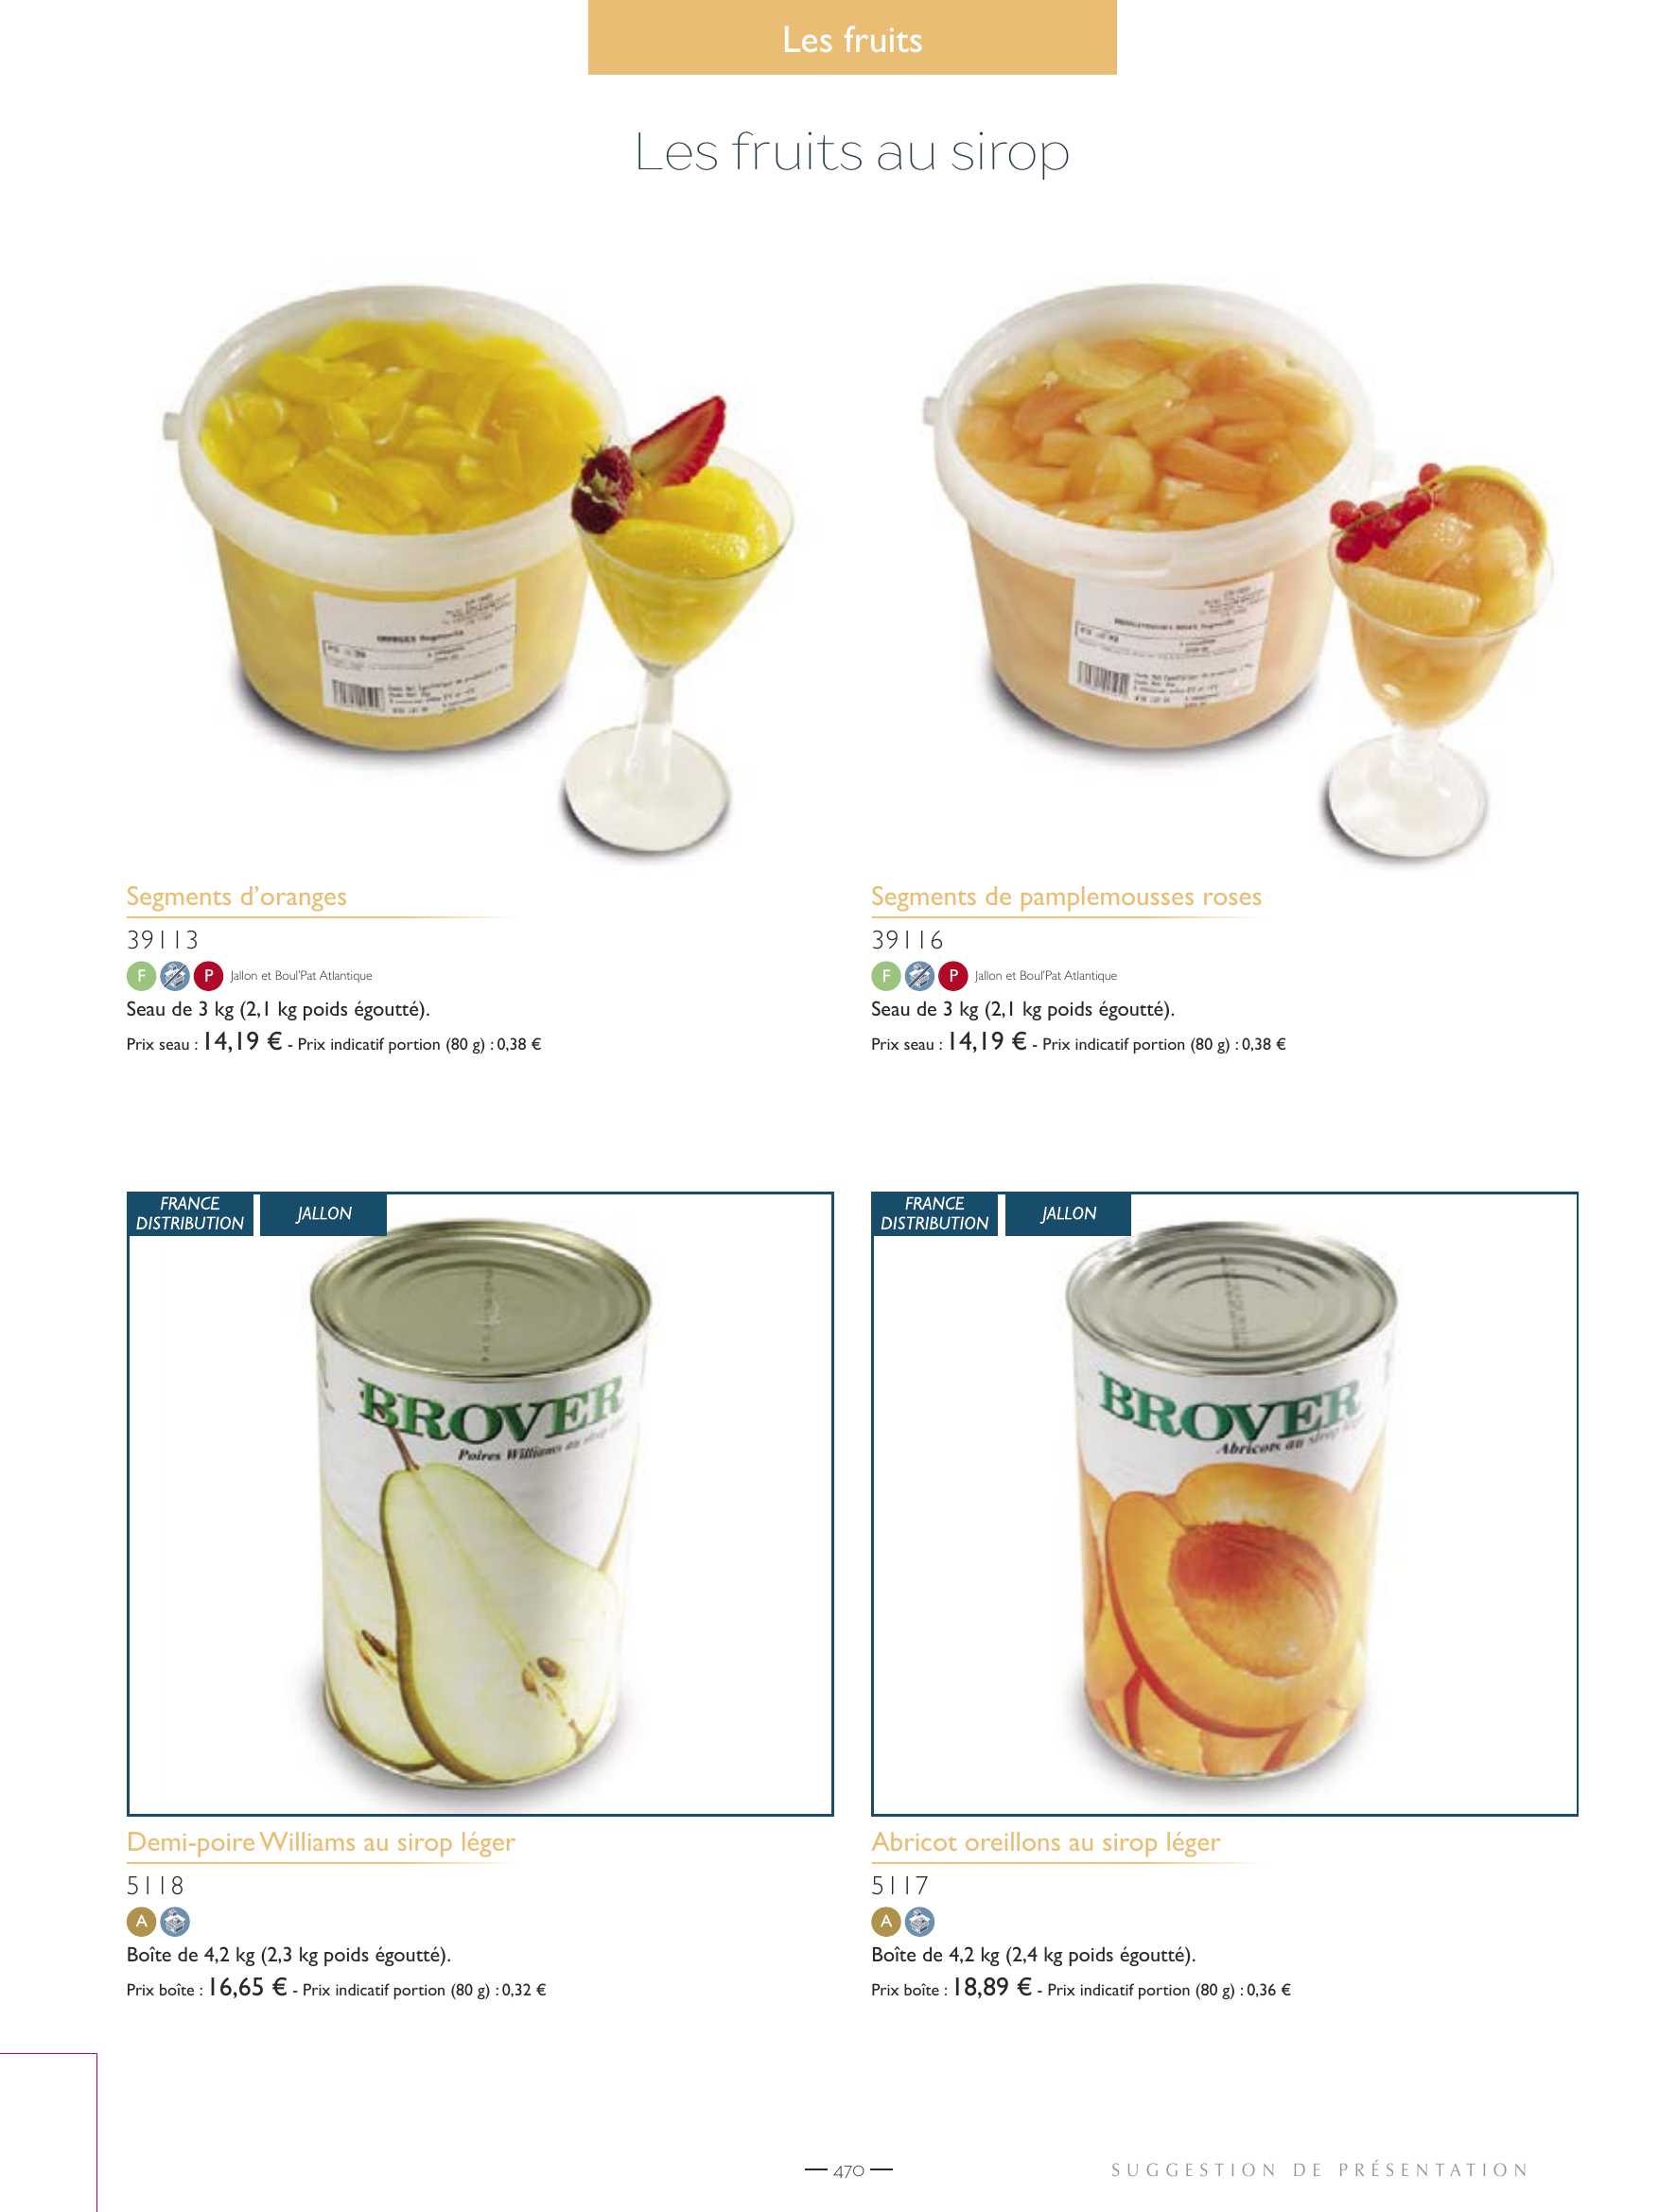 Les fruits
Les fruits au sirop
ORANGES Segments
Segments d'oranges
39113
F P Jallon et Boul'Pat Atlantique
Seau de 3 kg (2,1 kg poids égoutté).
Prix seau : 14,19 € - Prix indicatif portion (80 g) : 0,38 €
Segments de pamplemousses roses
39116
F P Jallon et Boul'Pat Atlantique
Seau de 3 kg (2,1 kg poids égoutté).
Prix seau : 14,19 € - Prix indicatif portion (80 g) : 0,38 €
FRANCE
DISTRIBUTION
JALLON
BROVER
Poires Williams au sirop
Demi-poire Williams au sirop léger
5118
A
Boîte de 4,2 kg (2,3 kg poids égoutté).
Prix boîte : 16,65 € - Prix indicatif portion (80 g) : 0,32 €
FRANCE
DISTRIBUTION
JALLON
BROVER
Abricots au sirop
Abricot oreillons au sirop léger
5117
A
Boîte de 4,2 kg (2,4 kg poids égoutté).
Prix boîte : 18,89 € - Prix indicatif portion (80 g) : 0,36 €
470
SUGGESTION DE PRÉSENTATION